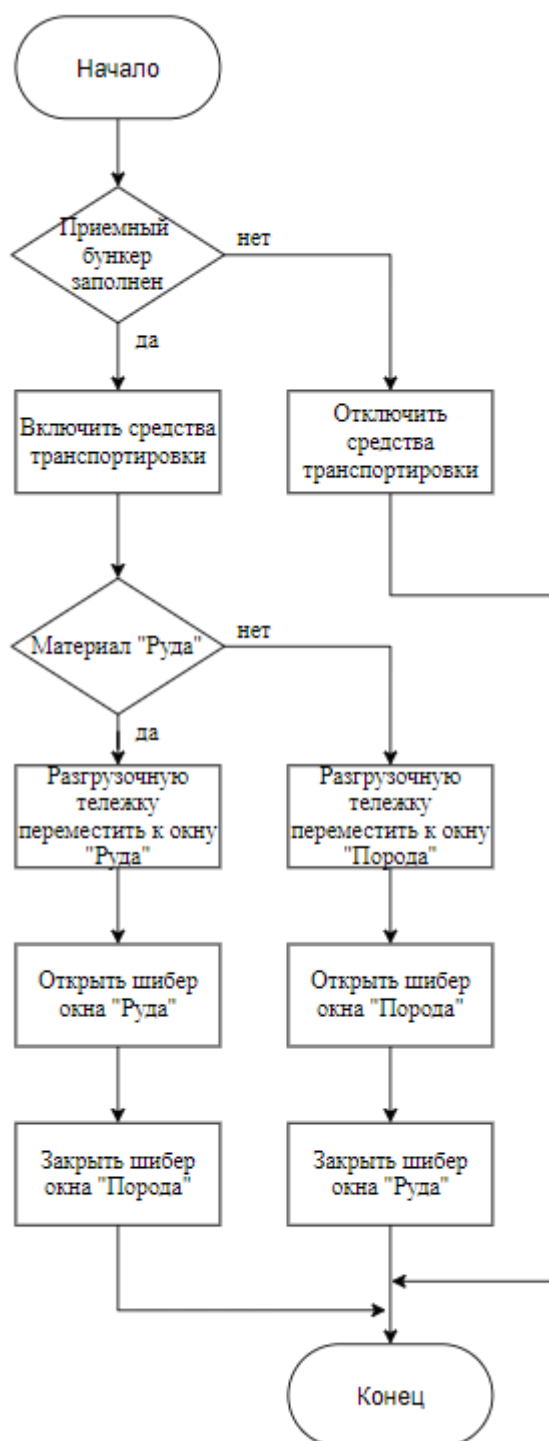 Начало
Приемный
бункер
заполнен
нет
да
Включить средства
транспортировки
Отключить
средства
транспортировки
Материал "Руда"
нет
да
Разгрузочную
тележку
переместить к окну
"Руда"
Разгрузочную
тележку
переместить к окну
"Порода"
Открыть шибер
окна "Руда"
Открыть шибер
окна "Порода"
Закрыть шибер
окна "Порода"
Закрыть шибер
окна "Руда"
Конец